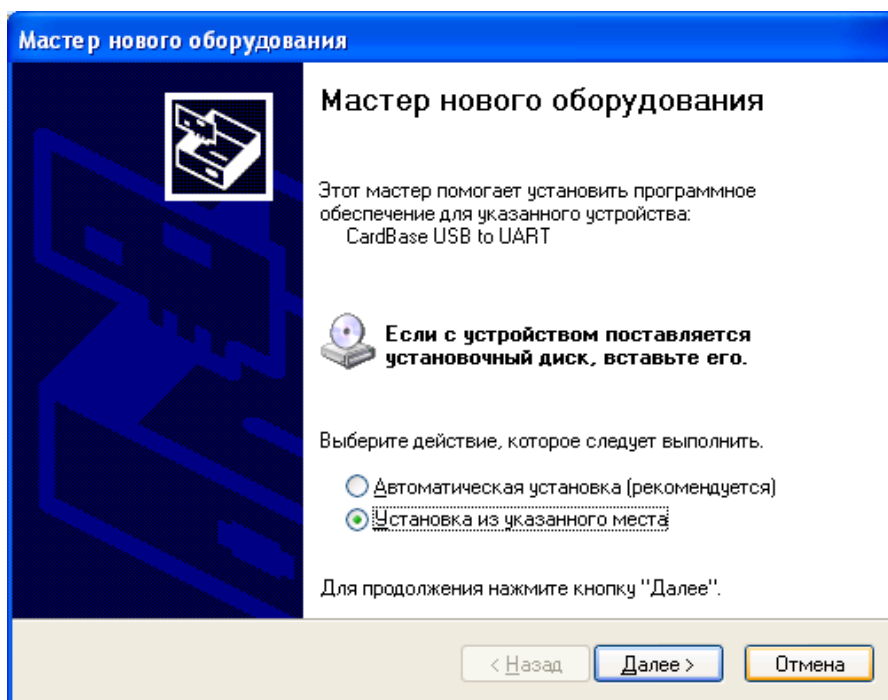 Мастер нового оборудования
Мастер нового оборудования
Этот мастер помогает установить программное
обеспечение для указанного устройства:
CardBase USB to UART
Если с устройством поставляется
установочный диск, вставьте его.
Выберите действие, которое следует выполнить.
Автоматическая установка (рекомендуется)
Установка из указанного места
Для продолжения нажмите кнопку "Далее".
< Назад Далее > Отмена